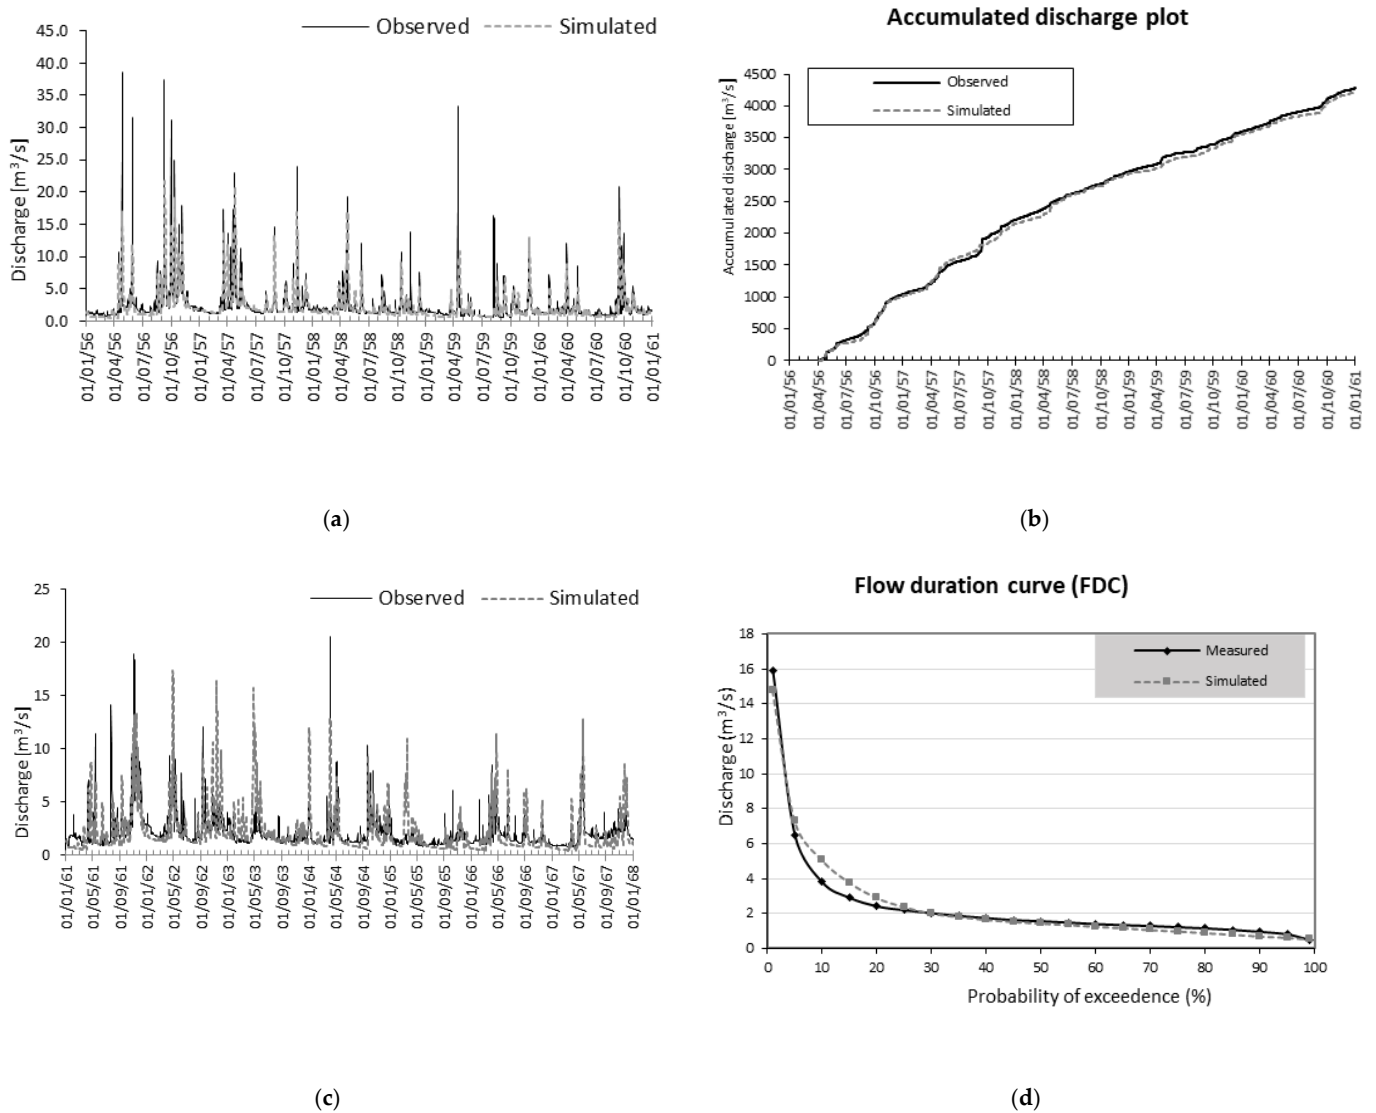 Observed Simulated
Discharge [m³/s]
45.0
40.0
35.0
30.0
25.0
20.0
15.0
10.0
5.0
0.0
01/01/56 01/04/56 01/07/56 01/10/56 01/01/57 01/04/57 01/07/57 01/10/57 01/01/58 01/04/58 01/07/58 01/10/58 01/01/59 01/04/59 01/07/59 01/10/59 01/01/60 01/04/60 01/07/60 01/10/60 01/01/61
(a)
Accumulated discharge plot
Observed
Simulated
Accumulated discharge [m³/s]
4500
4000
3500
3000
2500
2000
1500
1000
500
0
01/01/56 01/04/56 01/07/56 01/10/56 01/01/57 01/04/57 01/07/57 01/10/57 01/01/58 01/04/58 01/07/58 01/10/58 01/01/59 01/04/59 01/07/59 01/10/59 01/01/60 01/04/60 01/07/60 01/10/60 01/01/61
(b)
Observed Simulated
Discharge [m³/s]
25
20
15
10
5
0
01/01/61 01/05/61 01/09/61 01/01/62 01/05/62 01/09/62 01/01/63 01/05/63 01/09/63 01/01/64 01/05/64 01/09/64 01/01/65 01/05/65 01/09/65 01/01/66 01/05/66 01/09/66 01/01/67 01/05/67 01/09/67 01/01/68
(c)
Flow duration curve (FDC)
Measured
Simulated
Discharge (m³/s)
18
16
14
12
10
8
6
4
2
0
0 10 20 30 40 50 60 70 80 90 100
Probability of exceedence (%)
(d)